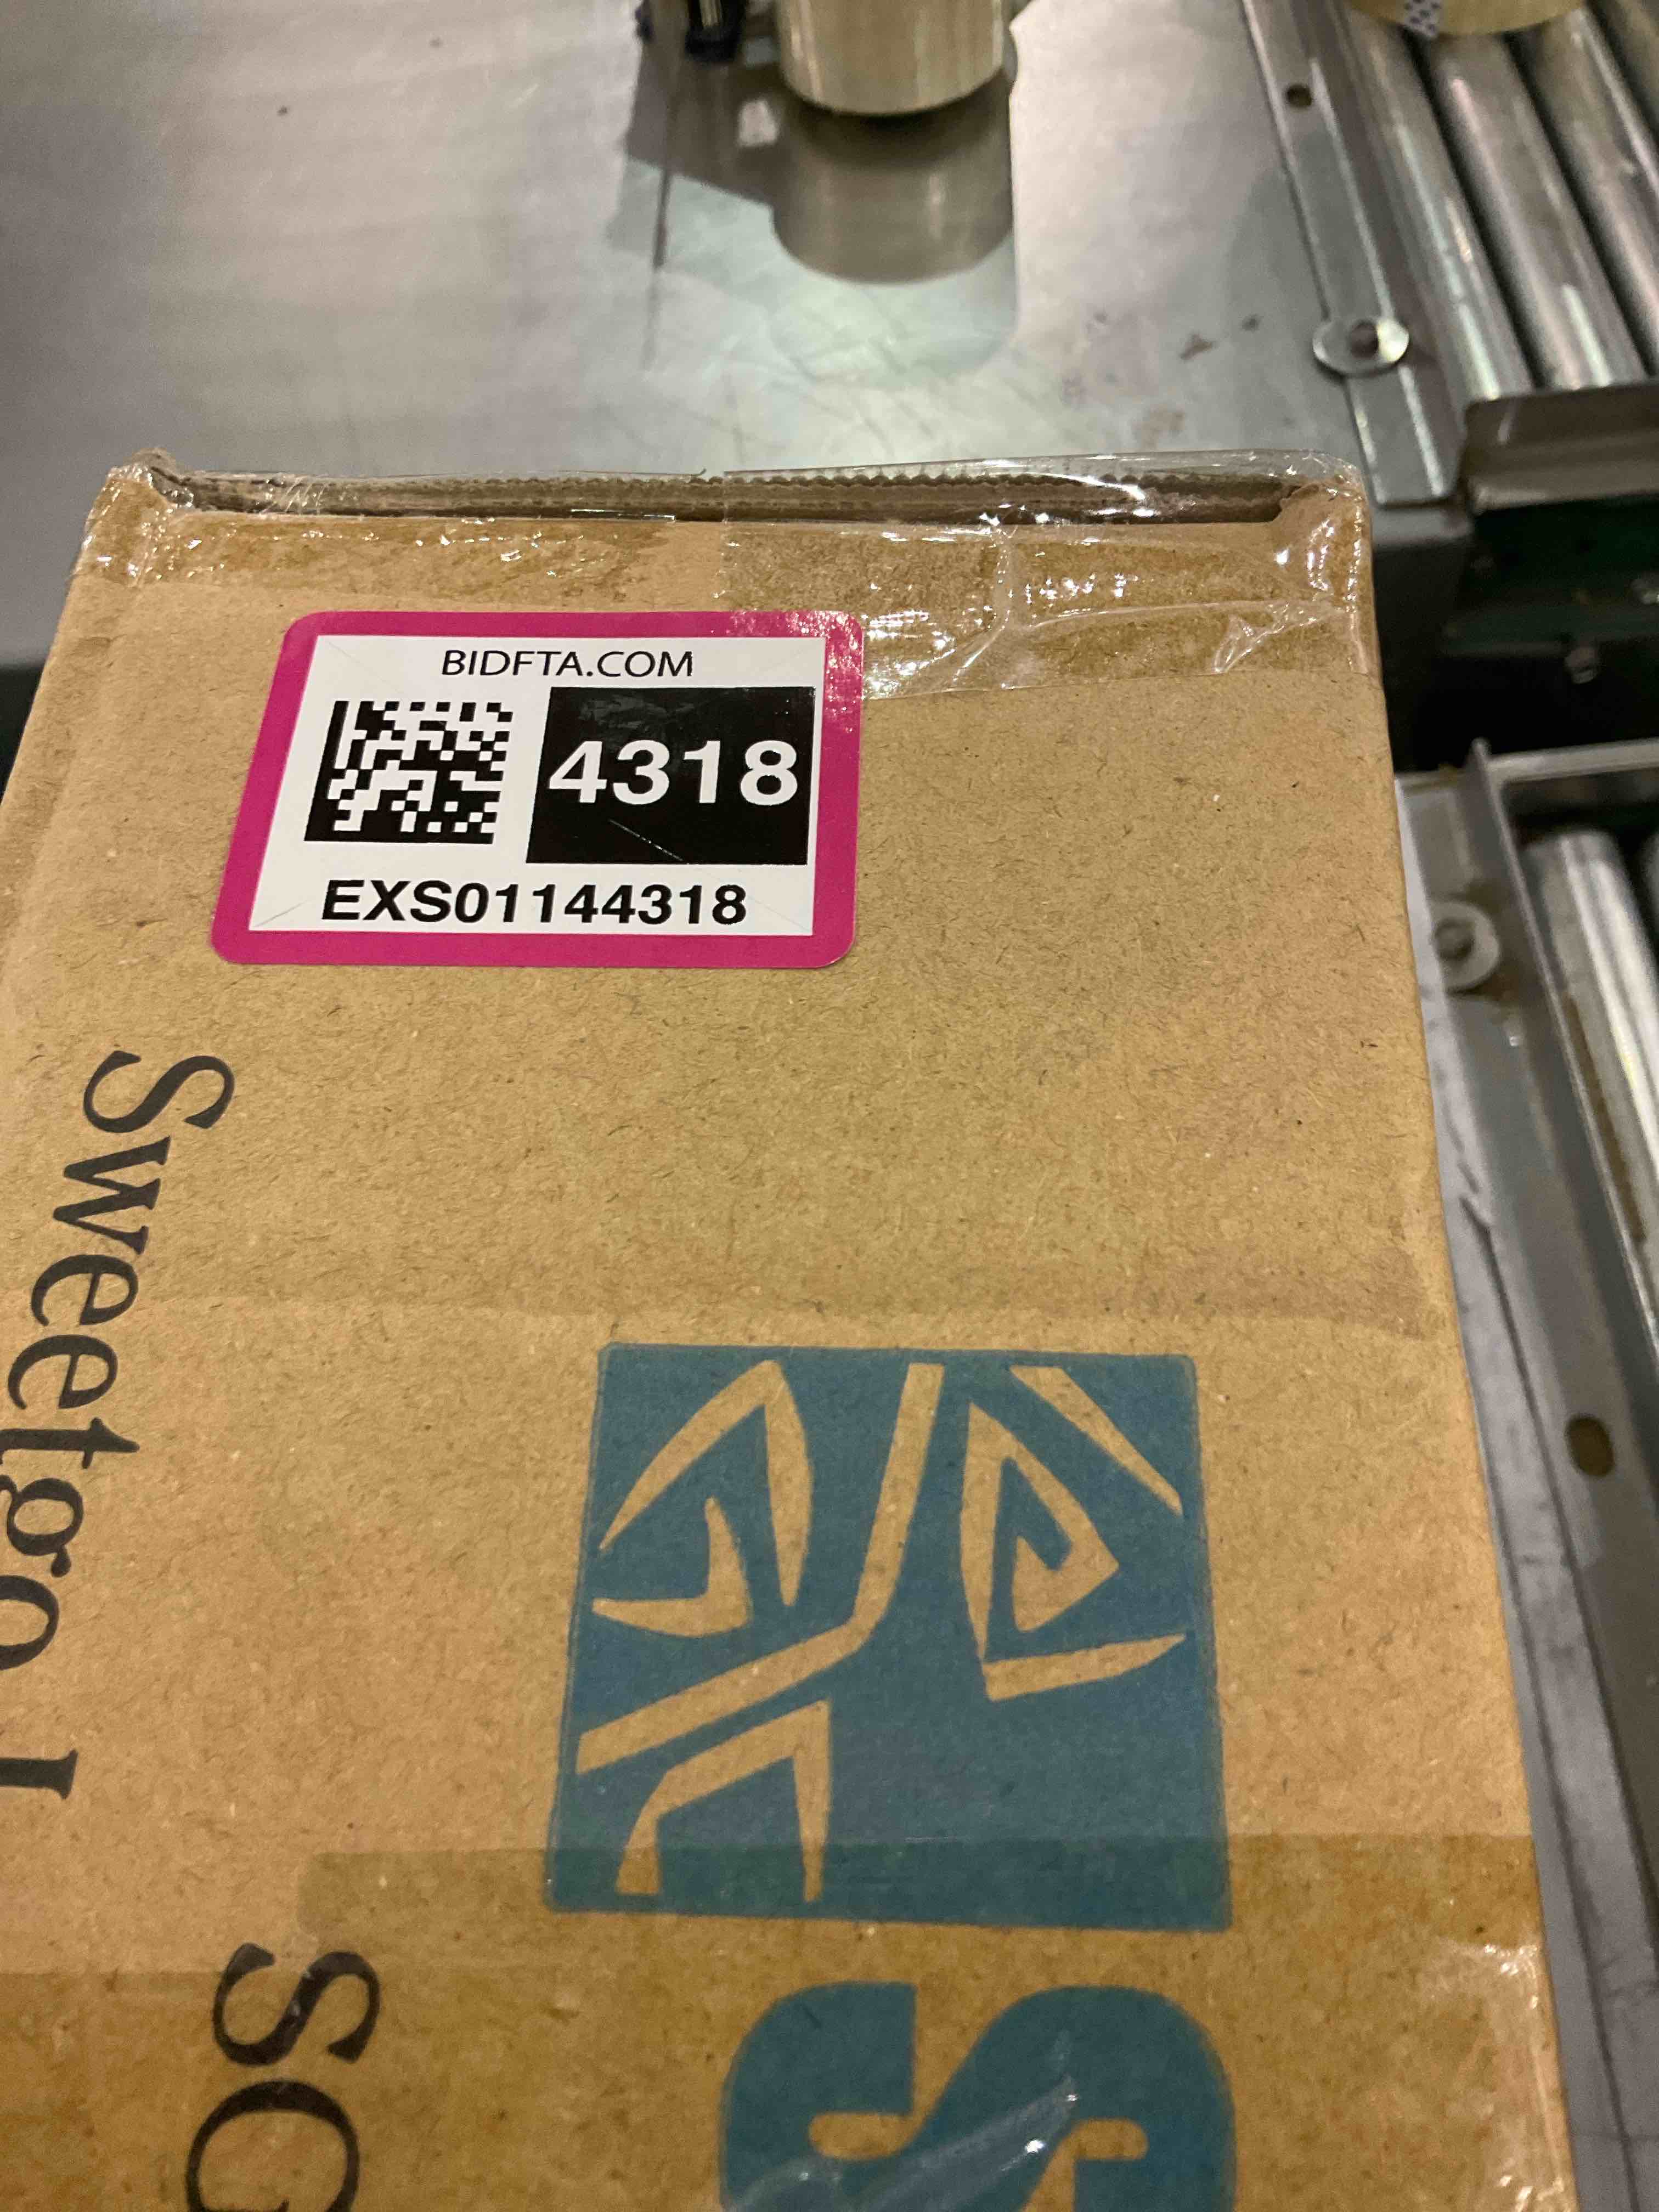 BIDFTA.COM
4318
EXS01144318
Sweetgo
SG
S